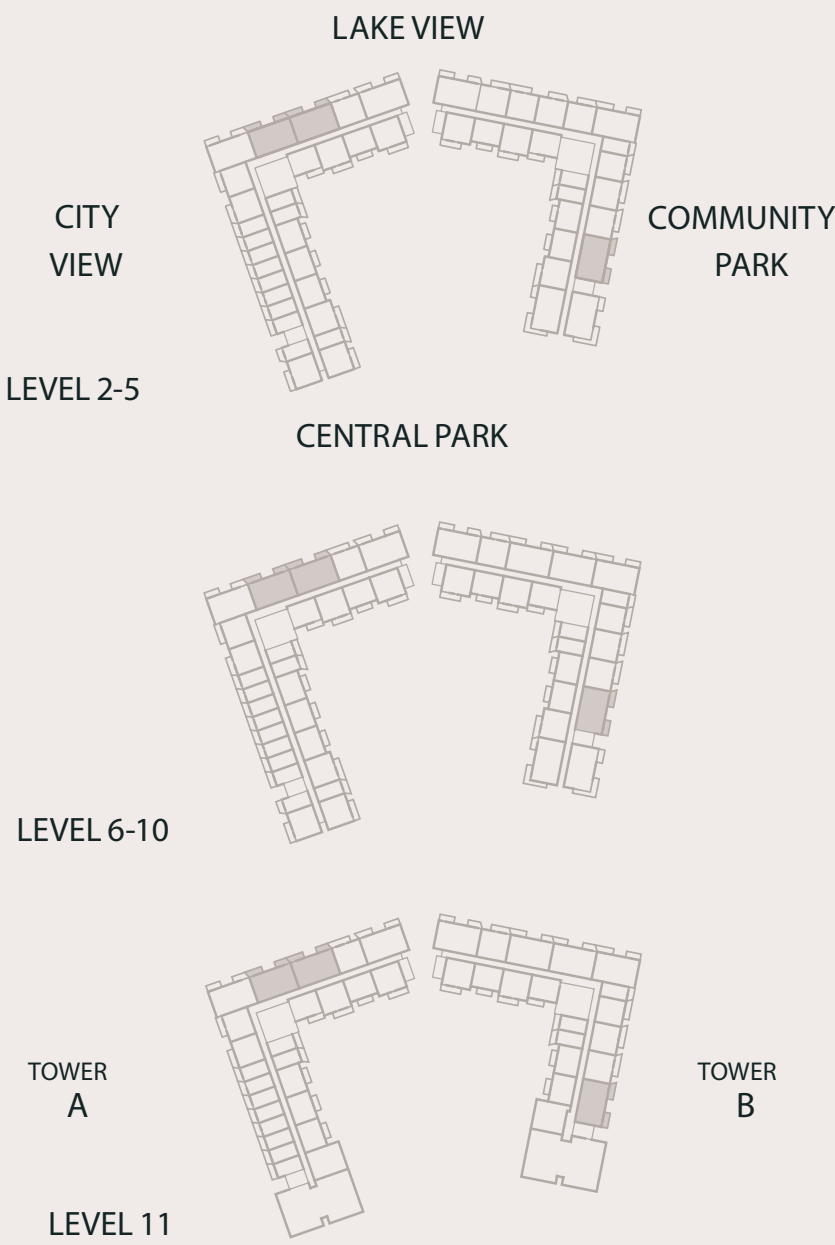 LAKE VIEW
CITY
VIEW
COMMUNITY
PARK
LEVEL 2-5
CENTRAL PARK
LEVEL 6-10
TOWER
A
TOWER
B
LEVEL 11